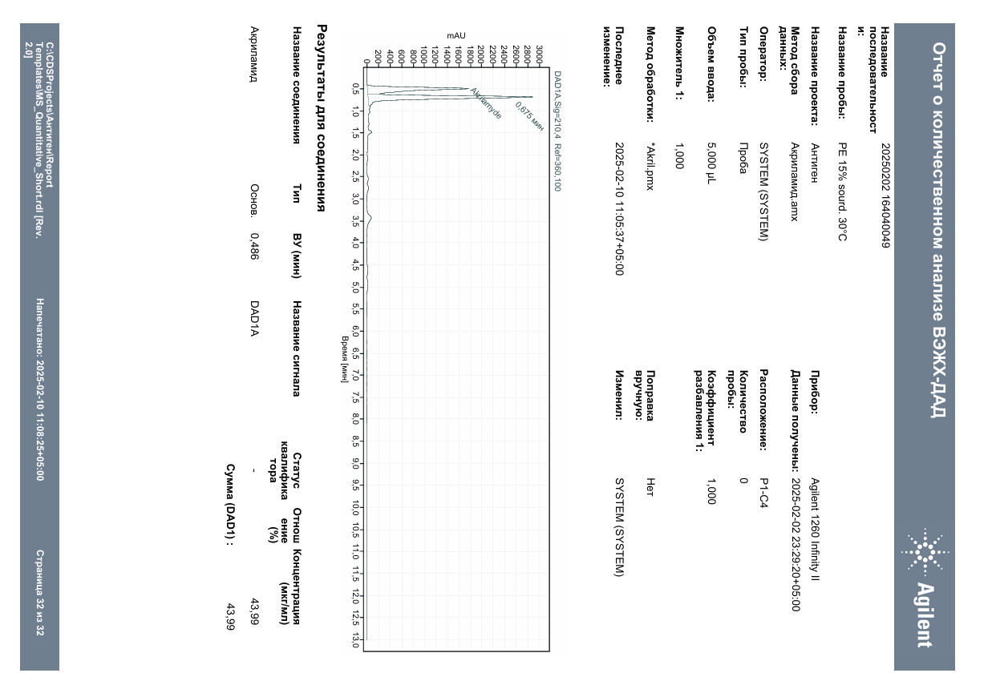 Отчет о количественном анализе ВЭЖХ-ДАД
Agilent
Название
последовательност
и:
20250202 164040049
Название пробы:
PE 15% sourd. 30°C
Название проекта:
Антиген
Прибор:
Agilent 1260 Infinity II
Метод сбора
данных:
Акриламид.amx
Данные получены:
2025-02-02 23:29:20+05:00
Оператор:
SYSTEM (SYSTEM)
Расположение:
P1-C4
Тип пробы:
Проба
Количество
пробы:
0
Объем ввода:
5,000 µL
Коэффициент
разбавления 1:
1,000
Множитель 1:
1,000
Метод обработки:
*Akril.pmx
Поправка
вручную:
Нет
Последнее
изменение:
2025-02-10 11:05:37+05:00
Изменил:
SYSTEM (SYSTEM)
DAD1A,Sig=210,4 Ref=360,100
mAU
3000
2800
2600
2400
2200
2000
1800
1600
1400
1200
1000
800
600
400
200
0
0,675 мин
Akrilamyde
0,5 1,0 1,5 2,0 2,5 3,0 3,5 4,0 4,5 5,0 5,5 6,0 6,5 7,0 7,5 8,0 8,5 9,0 9,5 10,0 10,5 11,0 11,5 12,0 12,5 13,0
Время [мин]
Результаты для соединения
Название соединения Тип ВУ (мин) Название сигнала Статус Отнош Концентрация
квалифика ение (мкг/мл)
тора (%)
Акриламид Основ. 0,486 DAD1A - 43,99
Сумма (DAD1) : 43,99
C:\CDSProjects\Антиген\Report
Templates\MS_Quantitative_Short.rdl [Rev.
2.0]
Напечатано: 2025-02-10 11:08:25+05:00
Страница 32 из 32